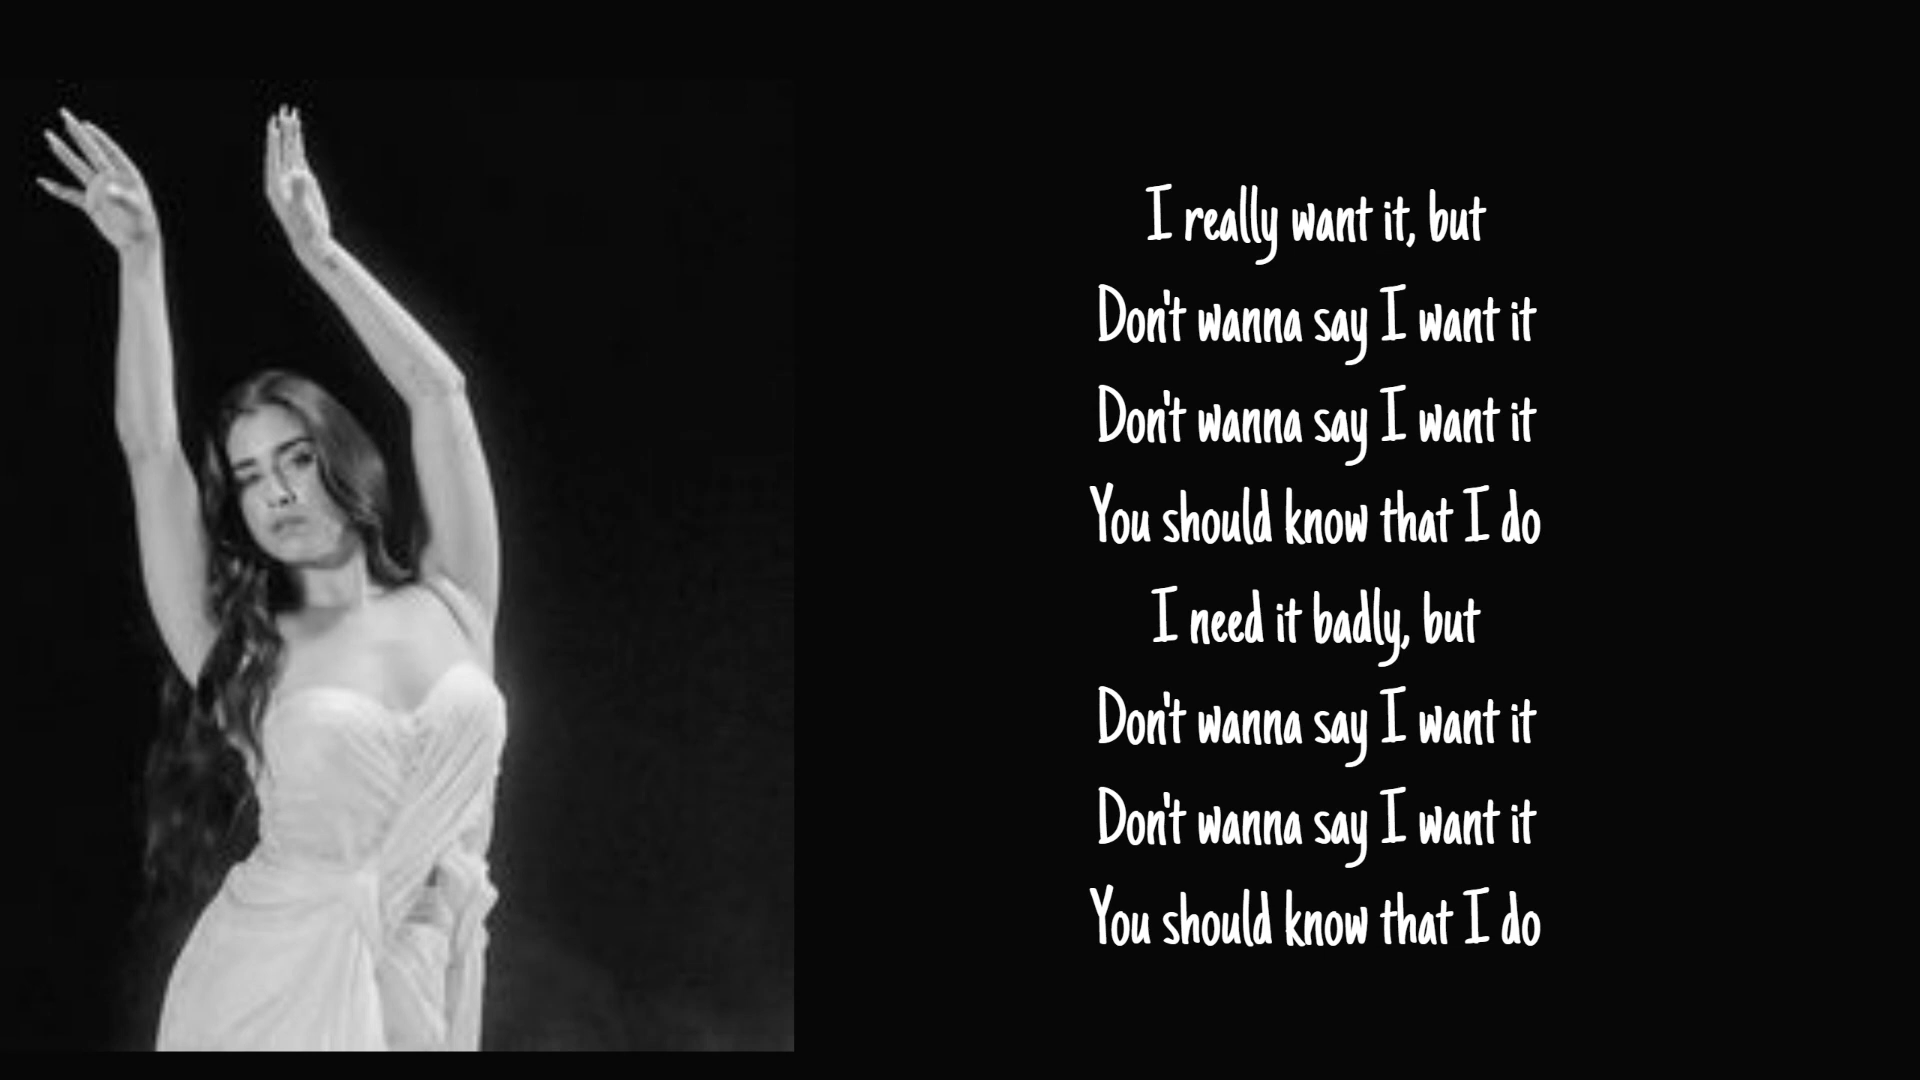 I really want it, but
Don't wanna say I want it
Don't wanna say I want it
You should know that I do
I need it badly, but
Don't wanna say I want it
Don't wanna say I want it
You should know that I do